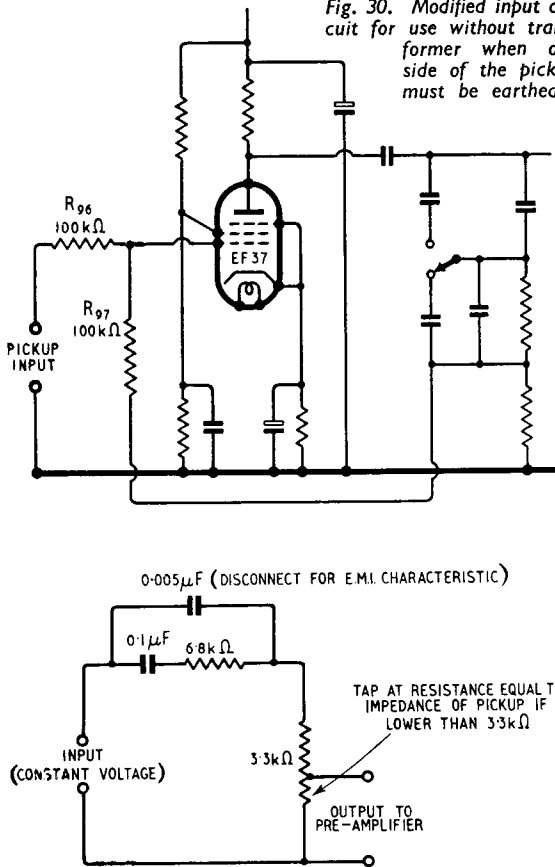 Fig. 30. Modified input c
cuit for use without tra
former when o
side of the pick
must be earthed
R96
100kΩ
EF37
R97
100kΩ
PICKUP
INPUT
0·005μF (DISCONNECT FOR E.M.I. CHARACTERISTIC)
0·1μF
6·8kΩ
TAP AT RESISTANCE EQUAL T
IMPEDANCE OF PICKUP IF
LOWER THAN 3·3kΩ
INPUT
(CONSTANT VOLTAGE)
3·3kΩ
OUTPUT TO
PRE-AMPLIFIER